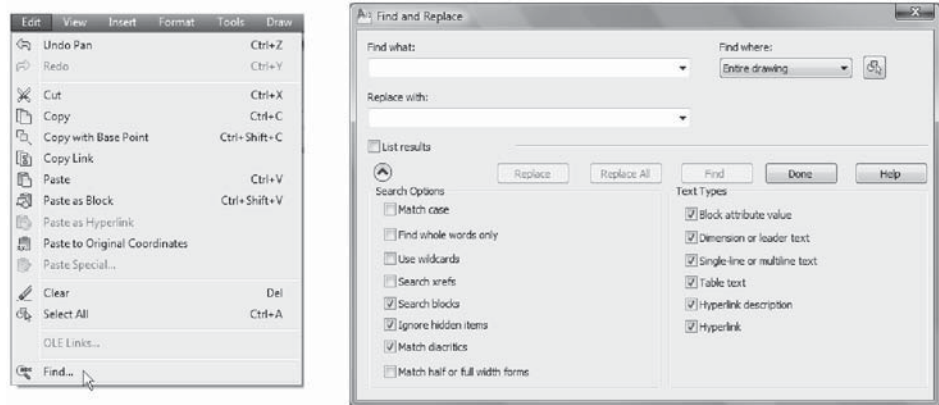 Edit View Insert Format Tools Draw
Undo Pan Ctrl+Z
Redo Ctrl+Y
Cut Ctrl+X
Copy Ctrl+C
Copy with Base Point Ctrl+Shift+C
Copy Link
Paste Ctrl+V
Paste as Block Ctrl+Shift+V
Paste as Hyperlink
Paste to Original Coordinates
Paste Special...
Clear Del
Select All Ctrl+A
OLE Links...
Find...
Find and Replace
Find what: Find where:
Entire drawing
Replace with:
List results
Replace Replace All Find Done Help
Search Options
Match case
Find whole words only
Use wildcards
Search xrefs
Search blocks
Ignore hidden items
Match diacritics
Match half or full width forms
Text Types
Block attribute value
Dimension or leader text
Single-line or multiline text
Table text
Hyperlink description
Hyperlink